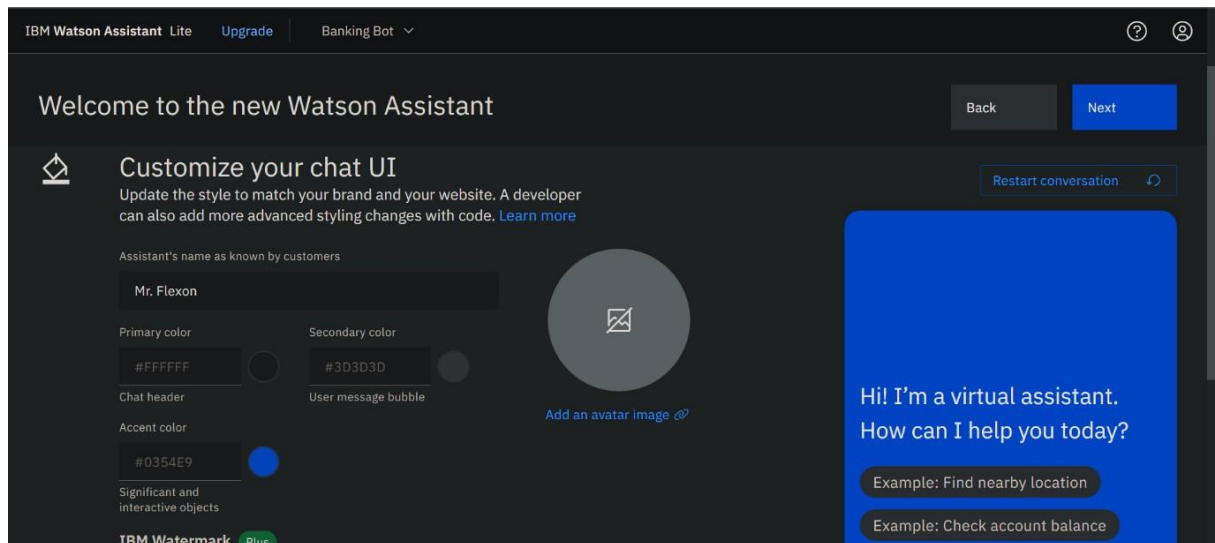 IBM Watson Assistant Lite Upgrade Banking Bot
Welcome to the new Watson Assistant
Back
Next
Customize your chat UI
Update the style to match your brand and your website. A developer
can also add more advanced styling changes with code. Learn more
Restart conversation
Assistant's name as known by customers
Mr. Flexon
Primary color
#FFFFFF
Chat header
Secondary color
#3D3D3D
User message bubble
Accent color
#0354E9
Significant and
interactive objects
IBM Watermark Plus
Add an avatar image
Hi! I'm a virtual assistant.
How can I help you today?
Example: Find nearby location
Example: Check account balance